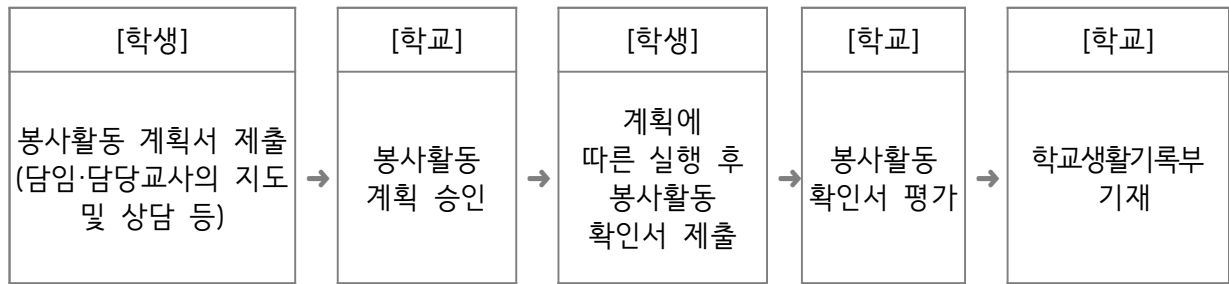 [학생]
봉사활동 계획서 제출
(담임·담당교사의 지도
및 상담 등)
➜
[학교]
봉사활동
계획 승인
➜
[학생]
계획에
따른 실행 후
봉사활동
확인서 제출
➜
[학교]
봉사활동
확인서 평가
➜
[학교]
학교생활기록부
기재